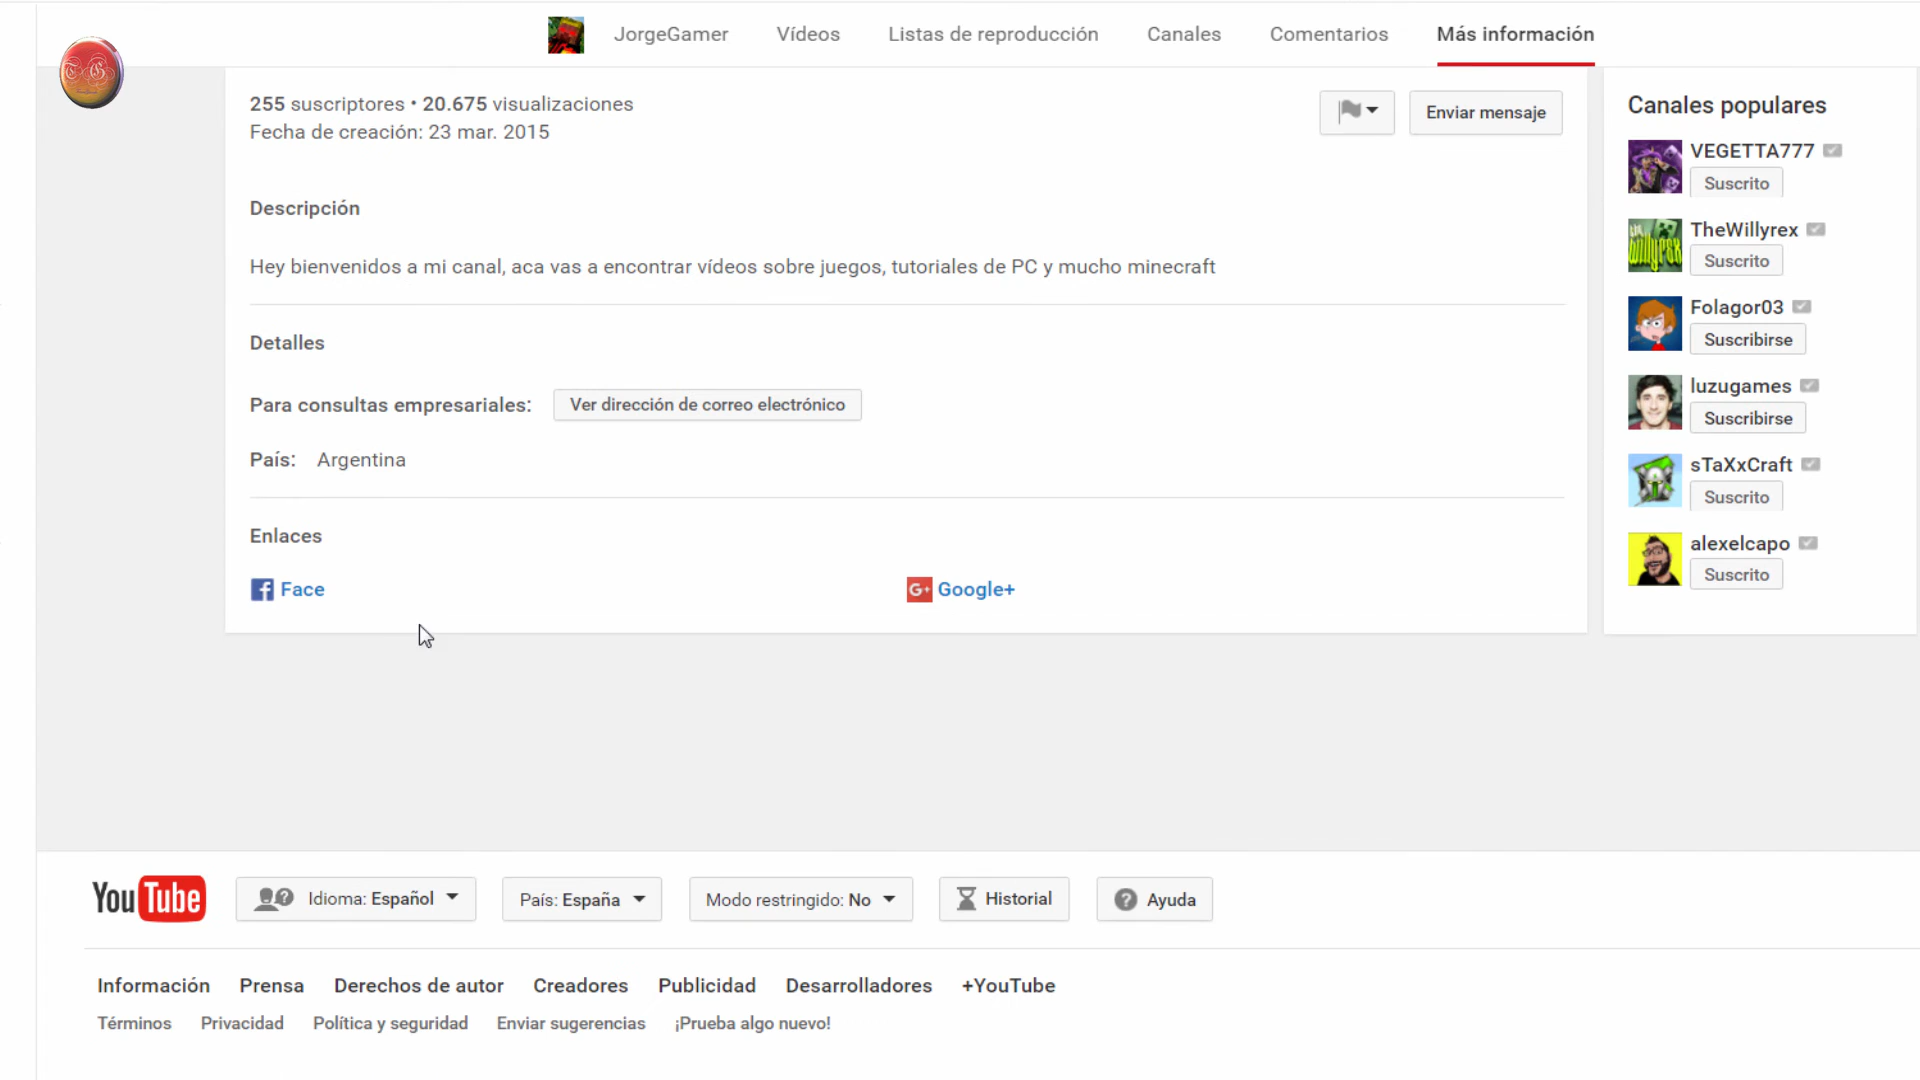 JorgeGamer Vídeos Listas de reproducción Canales Comentarios Más información
255 suscriptores • 20.675 visualizaciones
Fecha de creación: 23 mar. 2015
Enviar mensaje
Descripción
Hey bienvenidos a mi canal, aca vas a encontrar vídeos sobre juegos, tutoriales de PC y mucho minecraft
Detalles
Para consultas empresariales: Ver dirección de correo electrónico
País: Argentina
Enlaces
Face Google+
Canales populares
VEGETTA777
Suscrito
TheWillyrex
Suscrito
Folagor03
Suscribirse
luzugames
Suscribirse
sTaXxCraft
Suscrito
alexelcapo
Suscrito
YouTube Idioma: Español País: España Modo restringido: No Historial Ayuda
Información Prensa Derechos de autor Creadores Publicidad Desarrolladores +YouTube
Términos Privacidad Política y seguridad Enviar sugerencias ¡Prueba algo nuevo!